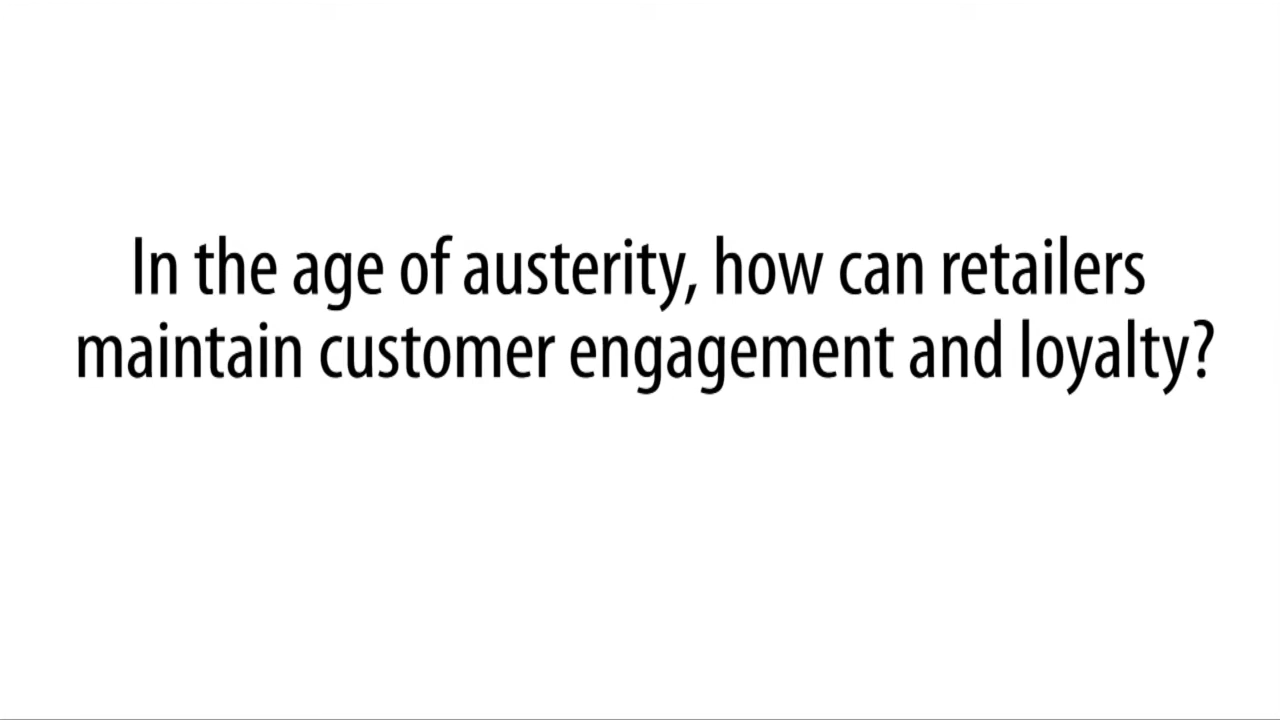 In the age of austerity, how can retailers
maintain customer engagement and loyalty?